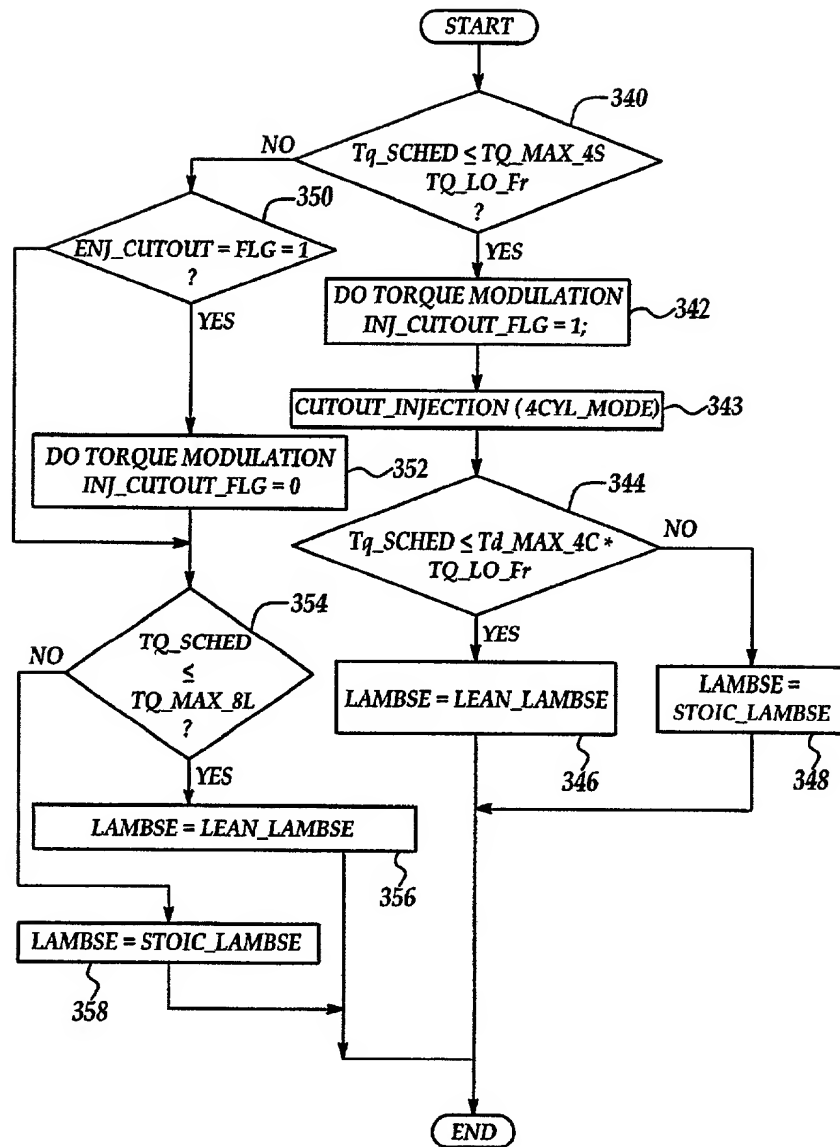 START
340
Tq_SCHED ≤ TQ_MAX_4S
TQ_LO_Fr
?
NO
YES
350
ENJ_CUTOUT = FLG = 1
?
YES
DO TORQUE MODULATION
INJ_CUTOUT_FLG = 1;
342
CUTOUT_INJECTION ( 4CYL_MODE)
343
DO TORQUE MODULATION
INJ_CUTOUT_FLG = 0
352
344
Tq_SCHED ≤ Td_MAX_4C *
TQ_LO_Fr
NO
YES
354
TQ_SCHED
≤
TQ_MAX_8L
?
NO
YES
LAMBSE = LEAN_LAMBSE
346
LAMBSE =
STOIC_LAMBSE
348
LAMBSE = LEAN_LAMBSE
356
LAMBSE = STOIC_LAMBSE
358
END